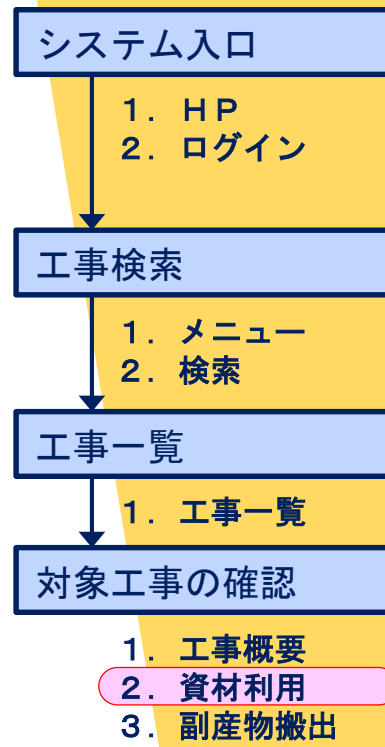 システム入口
１．ＨＰ
２．ログイン
工事検索
１．メニュー
２．検索
工事一覧
１．工事一覧
対象工事の確認
１．工事概要
２．資材利用
３．副産物搬出